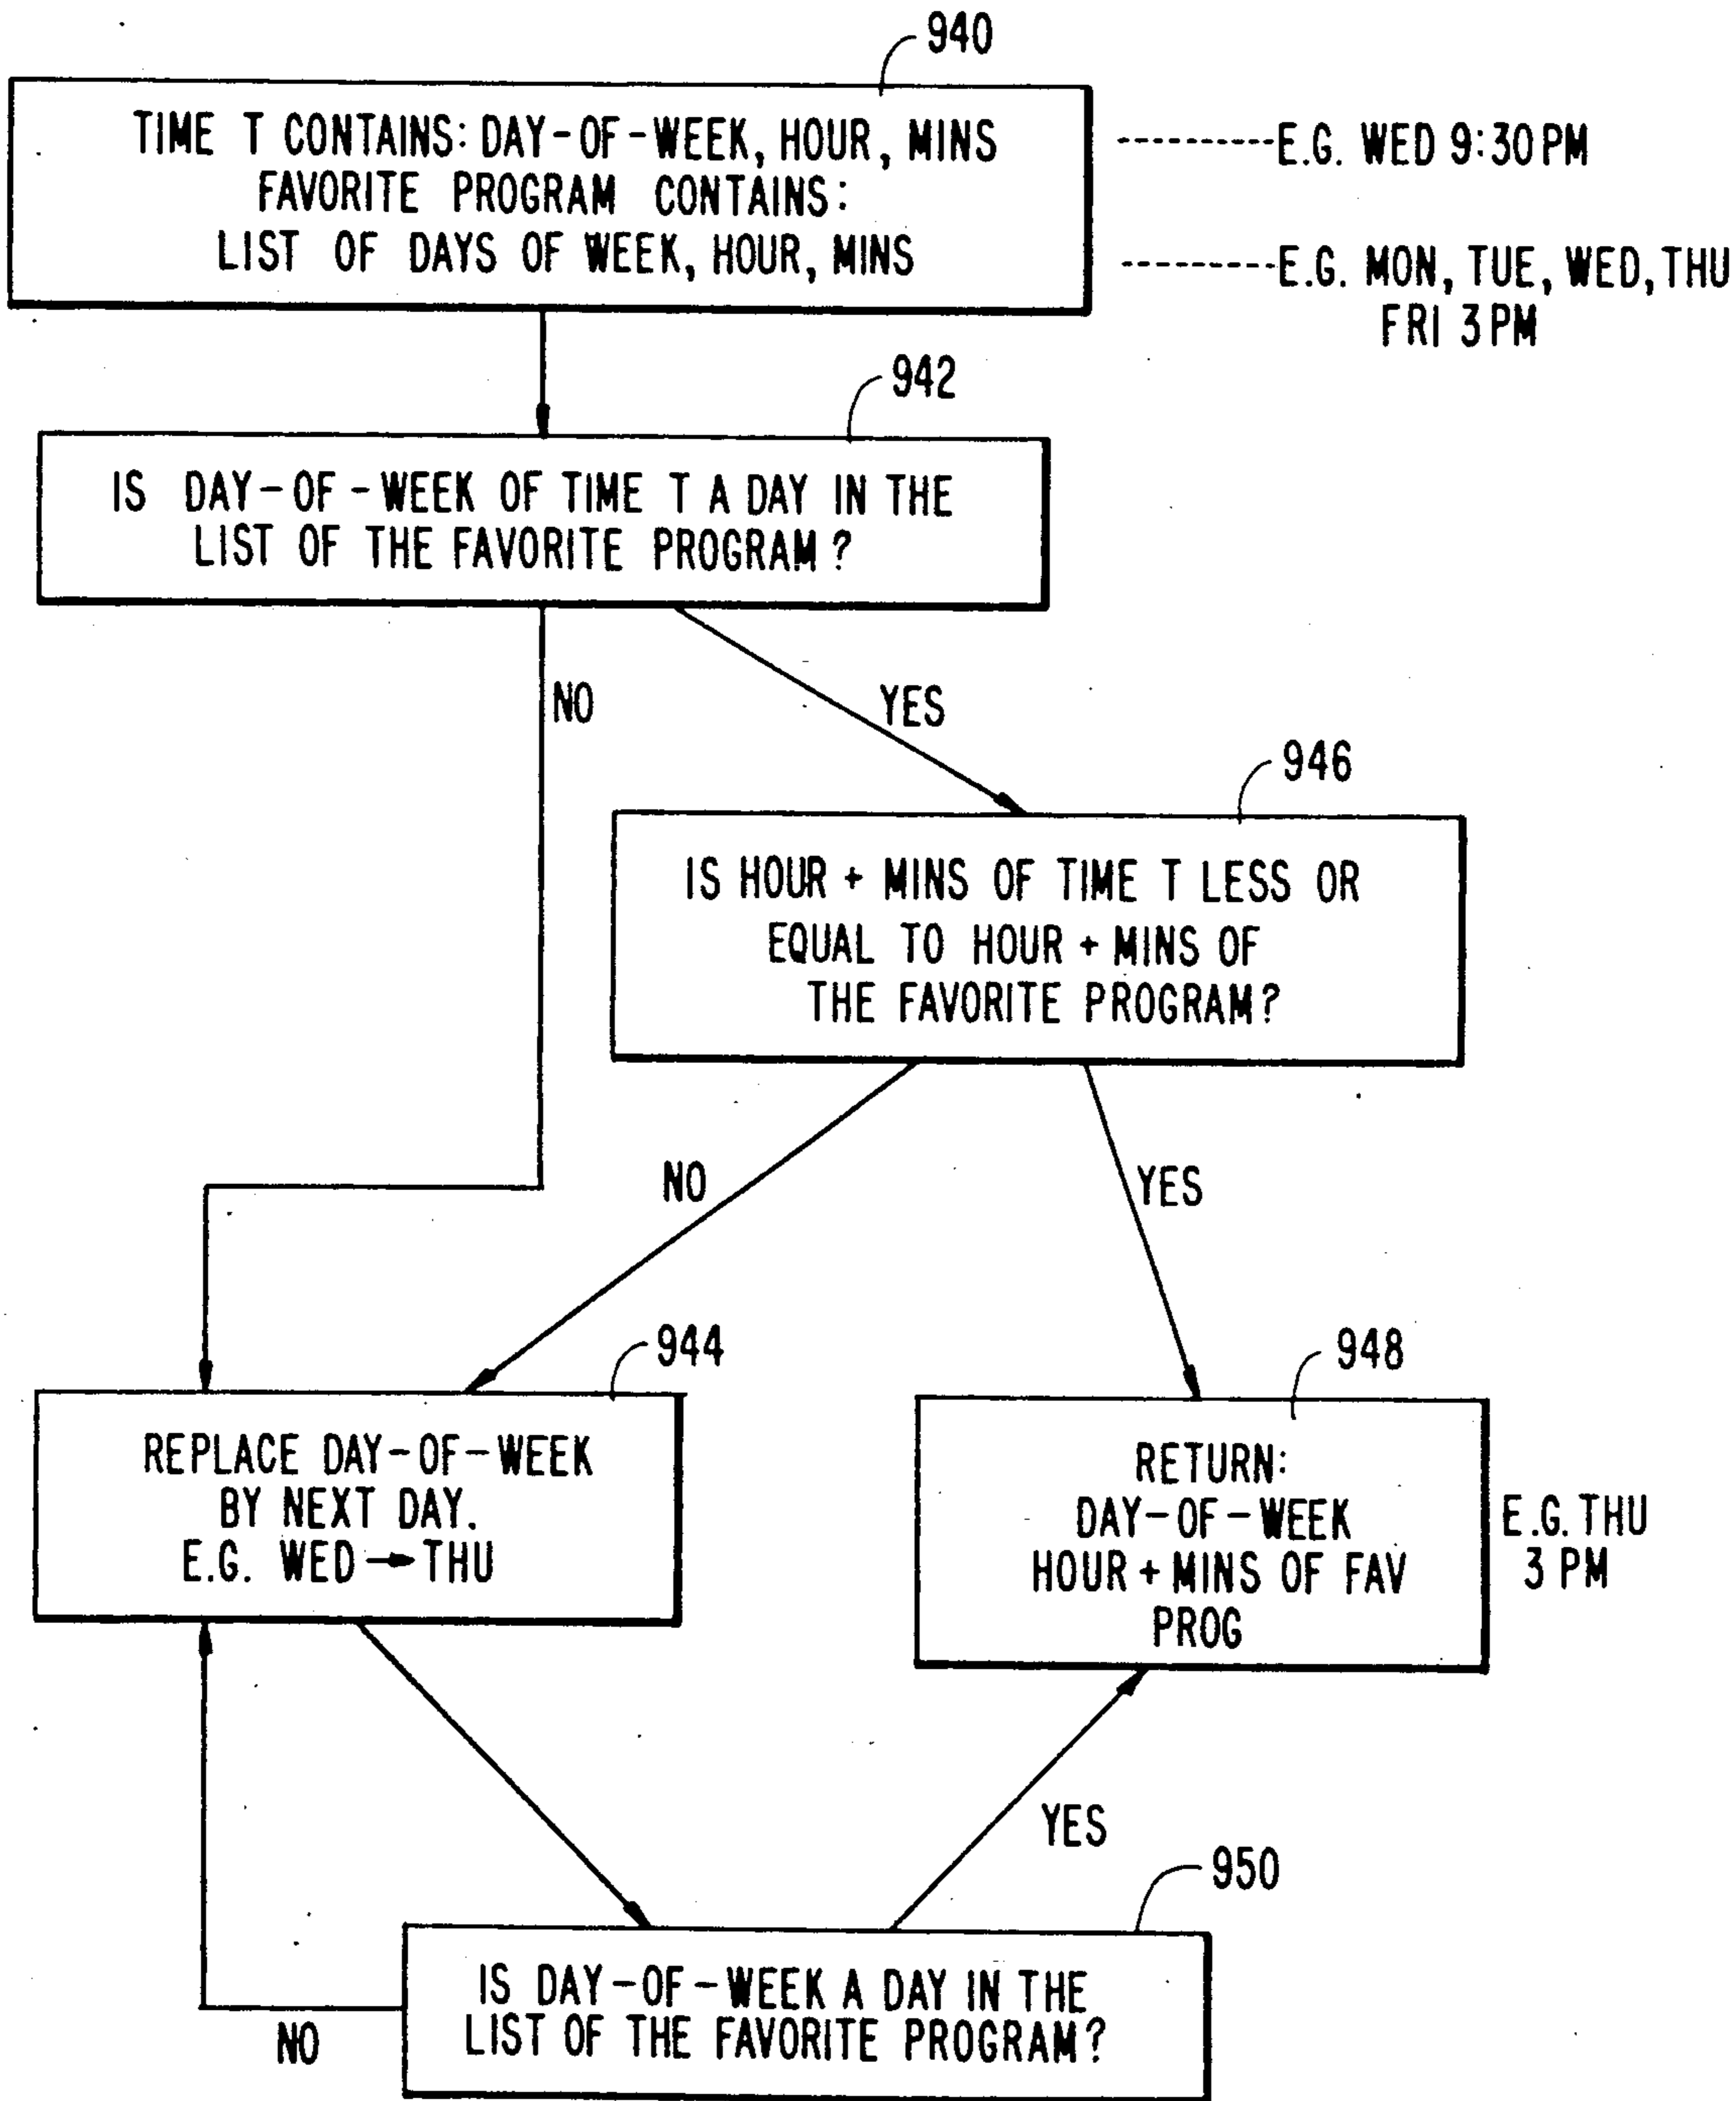 940
TIME T CONTAINS: DAY-OF-WEEK, HOUR, MINS
FAVORITE PROGRAM CONTAINS:
LIST OF DAYS OF WEEK, HOUR, MINS
E.G. WED 9:30 PM
E.G. MON, TUE, WED, THU
FRI 3 PM
942
IS DAY-OF-WEEK OF TIME T A DAY IN THE
LIST OF THE FAVORITE PROGRAM?
NO
YES
946
IS HOUR + MINS OF TIME T LESS OR
EQUAL TO HOUR + MINS OF
THE FAVORITE PROGRAM?
NO
YES
944
REPLACE DAY-OF-WEEK
BY NEXT DAY.
E.G. WED → THU
948
RETURN:
DAY-OF-WEEK
HOUR + MINS OF FAV
PROG
E.G. THU
3 PM
YES
950
IS DAY-OF-WEEK A DAY IN THE
LIST OF THE FAVORITE PROGRAM?
NO